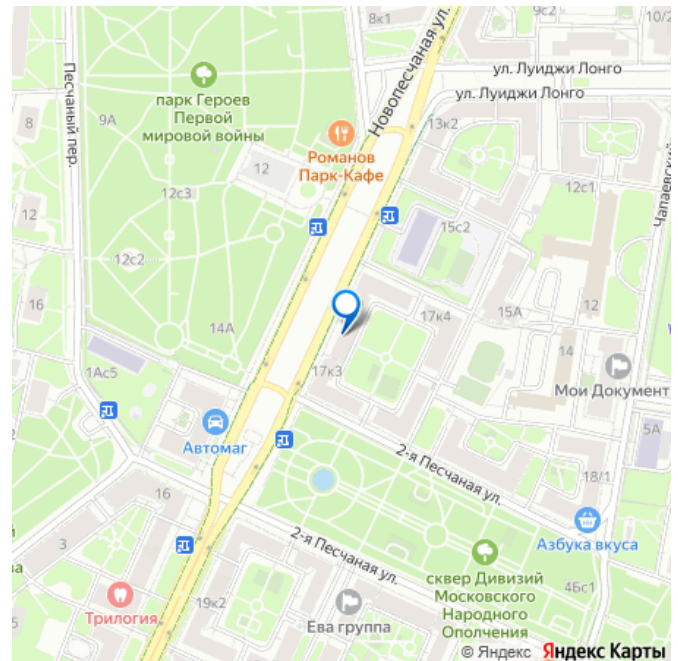 8к1
9с2
10/2
Новопесчаная ул.
ул. Луиджи Лонго
ул. Луиджи Лонго
Песчаный пер.
парк Героев
Первой
мировой войны
9А
8
13к2
Романов
Парк-Кафе
12
12с3
12с1
Чапаевский
12
15с2
12с2
16
14А
17к4
15А
12
14
17к3
1Ас5
Мои Документ
Автомаг
2-я Песчаная ул.
5А
18/1
16
Азбука вкуса
3
2-я Песчаная ул.
сквер Дивизий
Московского
Народного
Ополчения
4Бс1
Трилогия
19к2
Ева группа
© Яндекс Яндекс Карты